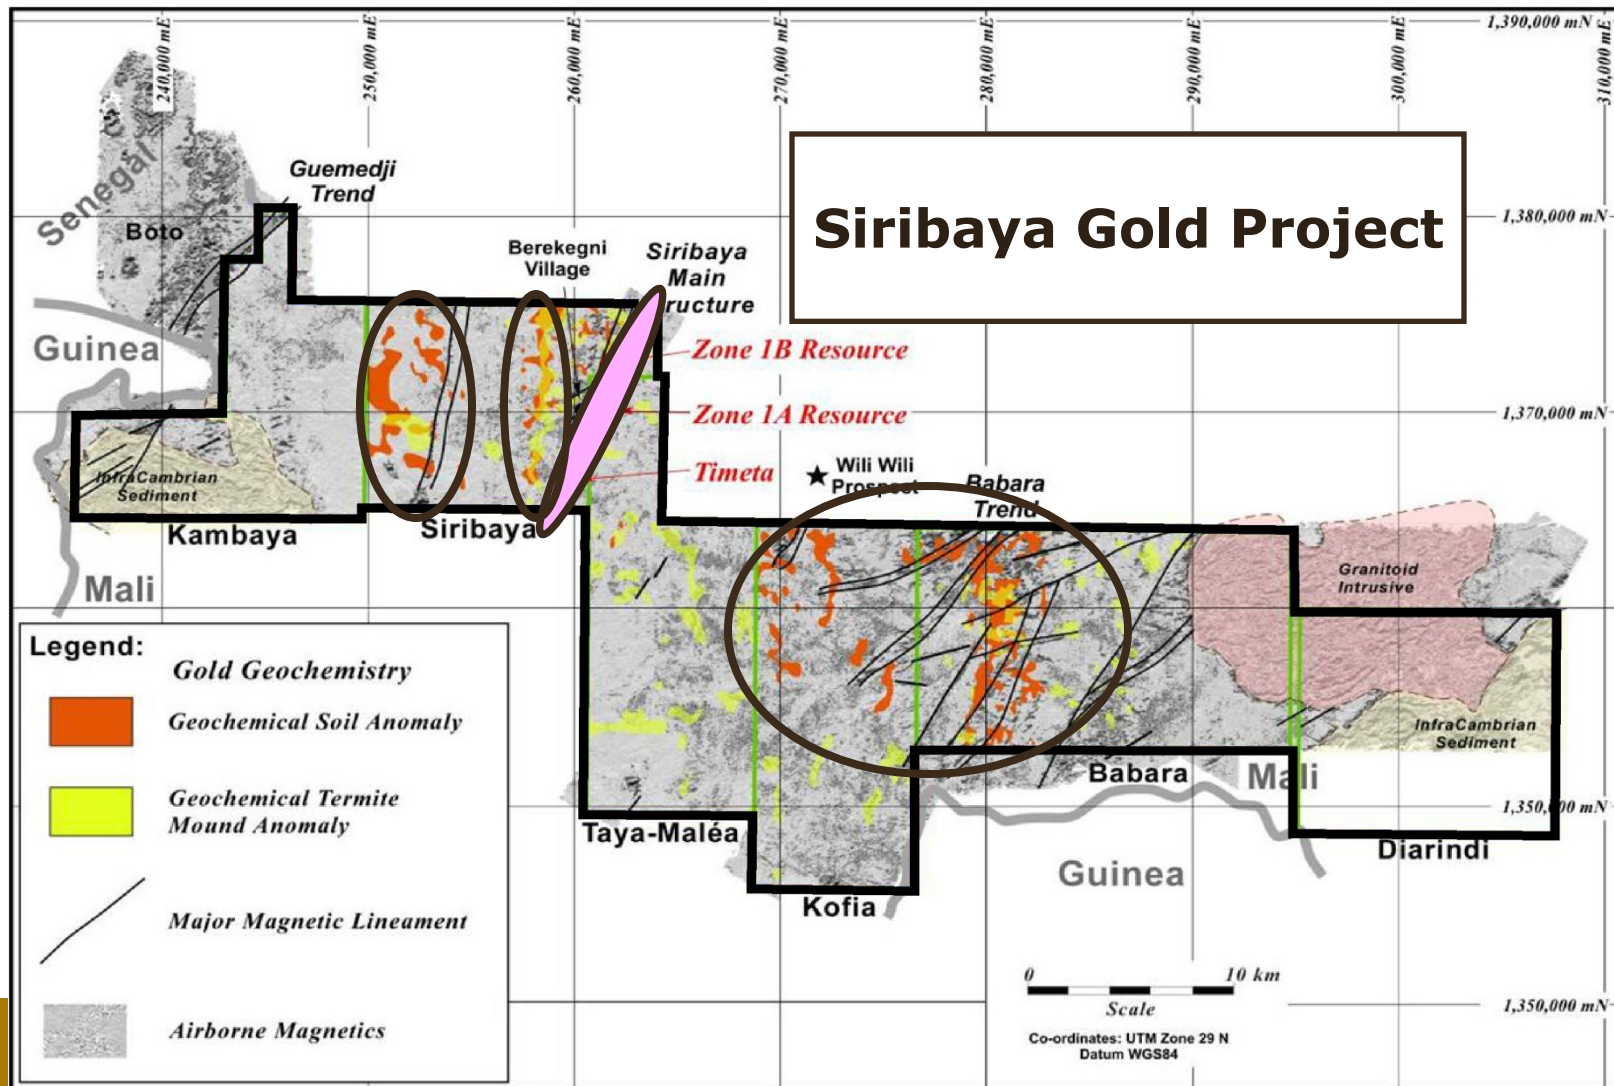 240,000 mE
250,000 mE
260,000 mE
270,000 mE
280,000 mE
290,000 mE
300,000 mE
310,000 mE
1,390,000 mN
Senegal
Boto
Guemedji
Trend
Berekegni
Village
Siribaya
Main
ructure
Siribaya Gold Project
1,380,000 mN
Guinea
Zone 1B Resource
Zone 1A Resource
Timeta
1,370,000 mN
Wili Wili
Prospect
Babara
Trend
InfraCambrian
Sediment
Kambaya
Siribaya
Mali
Granitoid
Intrusive
InfraCambrian
Sediment
Babara
Mali
1,350,000 mN
Taya-Maléa
Diarindi
Guinea
Kofia
Legend:
Gold Geochemistry
Geochemical Soil Anomaly
Geochemical Termite
Mound Anomaly
Major Magnetic Lineament
Airborne Magnetics
0 10 km
Scale
Co-ordinates: UTM Zone 29 N
Datum WGS84
1,350,000 mN